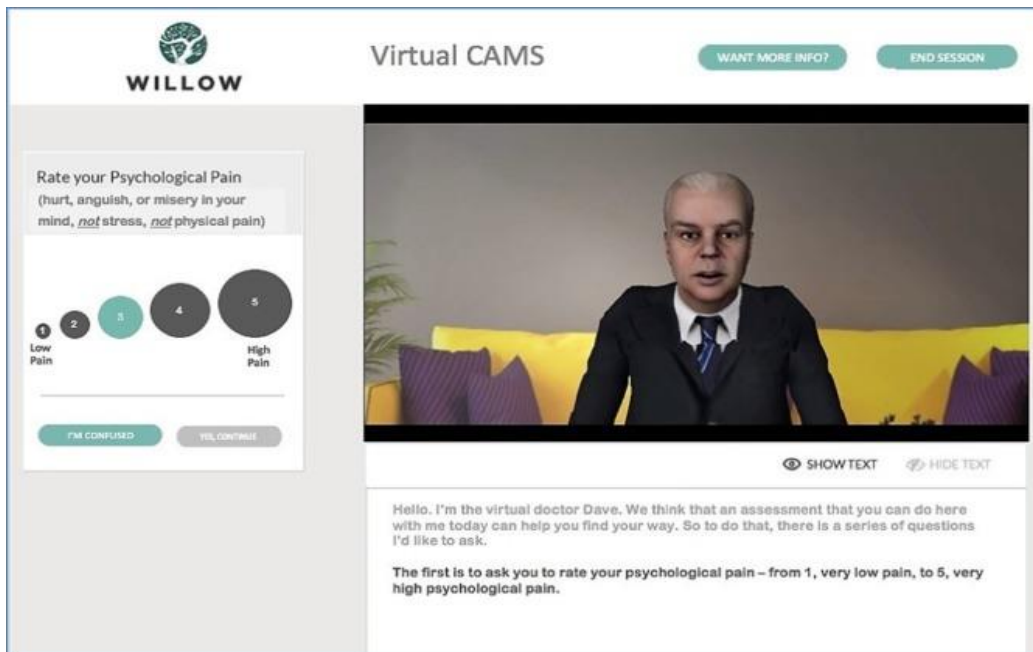 WILLOW
Virtual CAMS
WANT MORE INFO?
END SESSION
Rate your Psychological Pain
(hurt, anguish, or misery in your
mind, not stress, not physical pain)
1
2
3
4
5
Low
Pain
High
Pain
I'M CONFUSED
YES, CONTINUE
SHOW TEXT
HIDE TEXT
Hello. I'm the virtual doctor Dave. We think that an assessment that you can do here
with me today can help you find your way. So to do that, there is a series of questions
I'd like to ask.
The first is to ask you to rate your psychological pain – from 1, very low pain, to 5, very
high psychological pain.